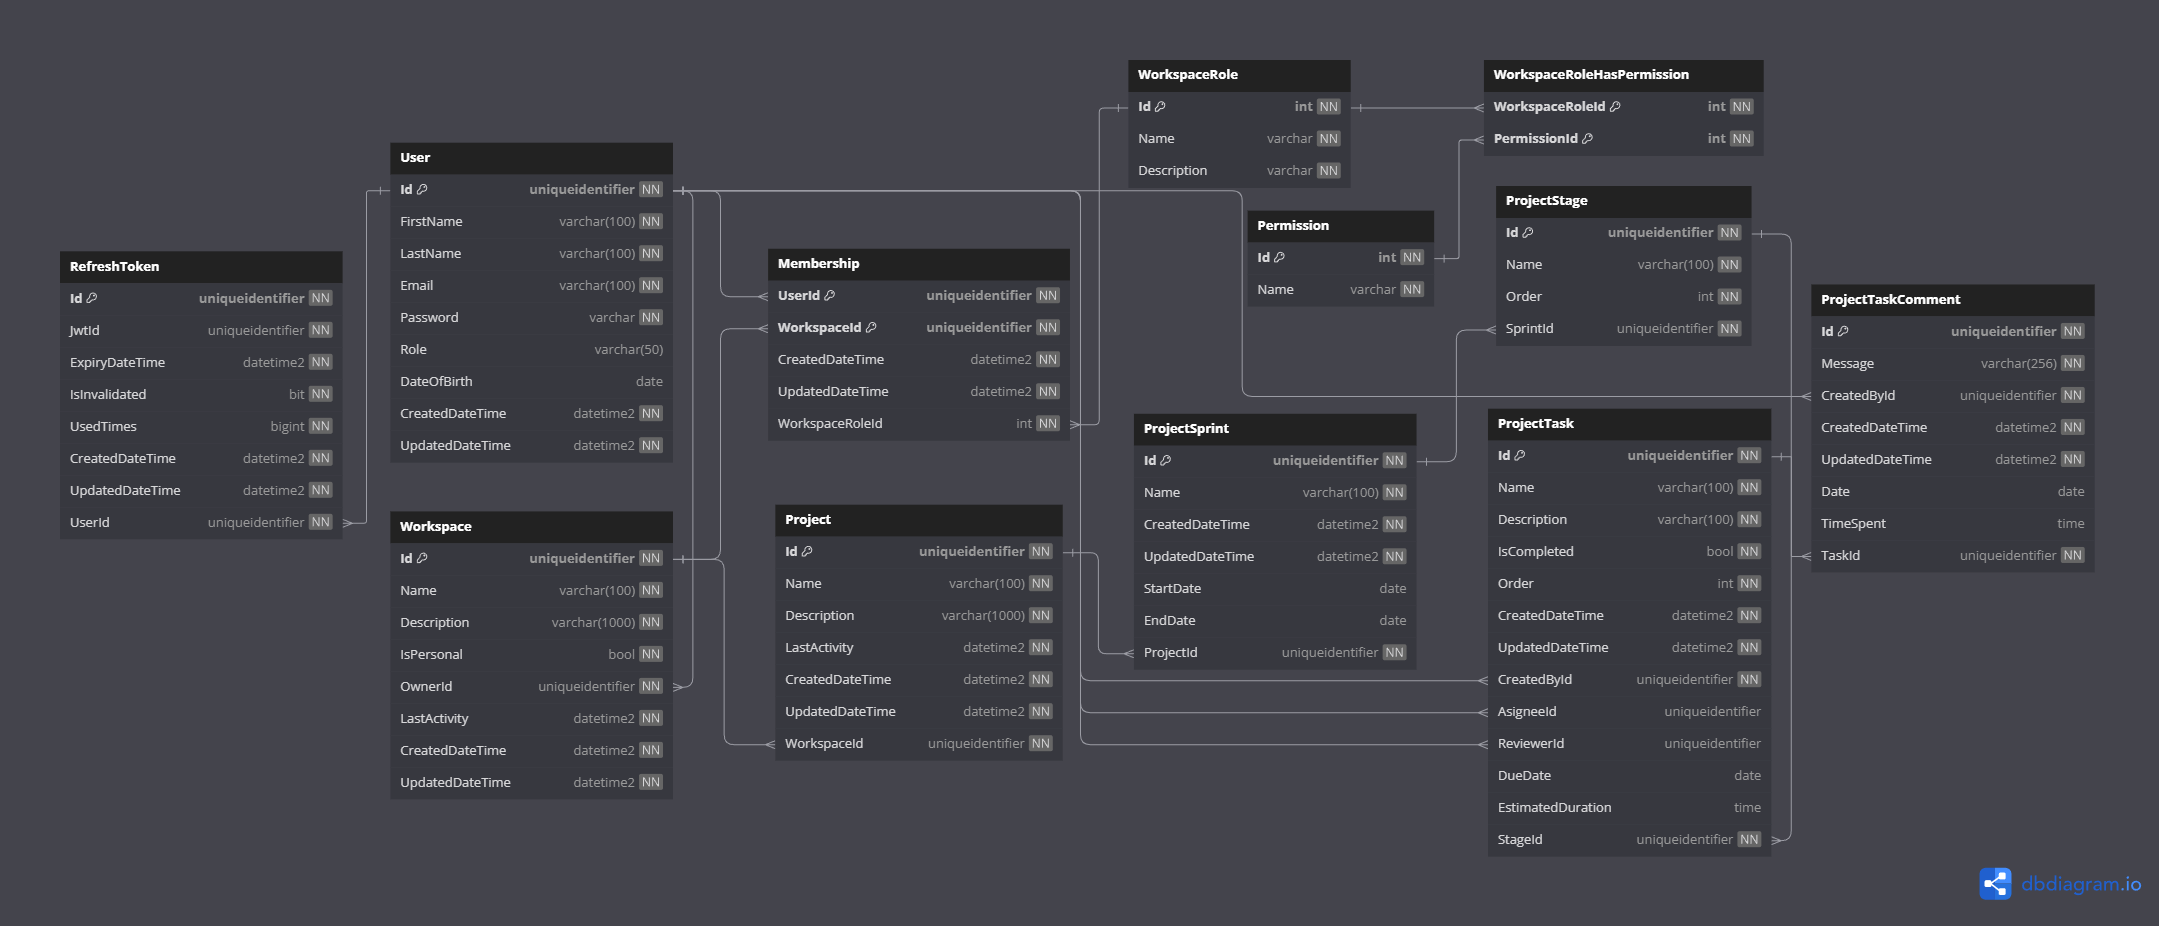 RefreshToken
Id uniqueidentifier NN
JwtId uniqueidentifier NN
ExpiryDateTime datetime2 NN
IsInvalidated bit NN
UsedTimes bigint NN
CreatedDateTime datetime2 NN
UpdatedDateTime datetime2 NN
UserId uniqueidentifier NN
User
Id uniqueidentifier NN
FirstName varchar(100) NN
LastName varchar(100) NN
Email varchar(100) NN
Password varchar NN
Role varchar(50)
DateOfBirth date
CreatedDateTime datetime2 NN
UpdatedDateTime datetime2 NN
Workspace
Id uniqueidentifier NN
Name varchar(100) NN
Description varchar(1000) NN
IsPersonal bool NN
OwnerId uniqueidentifier NN
LastActivity datetime2 NN
CreatedDateTime datetime2 NN
UpdatedDateTime datetime2 NN
Membership
UserId uniqueidentifier NN
WorkspaceId uniqueidentifier NN
CreatedDateTime datetime2 NN
UpdatedDateTime datetime2 NN
WorkspaceRoleId int NN
Project
Id uniqueidentifier NN
Name varchar(100) NN
Description varchar(1000) NN
LastActivity datetime2 NN
CreatedDateTime datetime2 NN
UpdatedDateTime datetime2 NN
WorkspaceId uniqueidentifier NN
WorkspaceRole
Id int NN
Name varchar NN
Description varchar NN
Permission
Id int NN
Name varchar NN
ProjectSprint
Id uniqueidentifier NN
Name varchar(100) NN
CreatedDateTime datetime2 NN
UpdatedDateTime datetime2 NN
StartDate date
EndDate date
ProjectId uniqueidentifier NN
WorkspaceRoleHasPermission
WorkspaceRoleId int NN
PermissionId int NN
ProjectStage
Id uniqueidentifier NN
Name varchar(100) NN
Order int NN
SprintId uniqueidentifier NN
ProjectTask
Id uniqueidentifier NN
Name varchar(100) NN
Description varchar(100) NN
IsCompleted bool NN
Order int NN
CreatedDateTime datetime2 NN
UpdatedDateTime datetime2 NN
CreatedById uniqueidentifier NN
AsigneeId uniqueidentifier
ReviewerId uniqueidentifier
DueDate date
EstimatedDuration time
StageId uniqueidentifier NN
ProjectTaskComment
Id uniqueidentifier NN
Message varchar(256) NN
CreatedById uniqueidentifier NN
CreatedDateTime datetime2 NN
UpdatedDateTime datetime2 NN
Date date
TimeSpent time
TaskId uniqueidentifier NN
dbdiagram.io